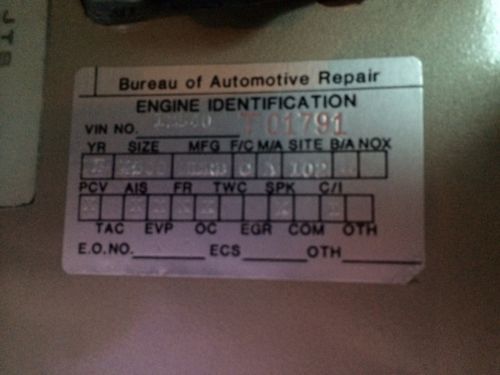 Bureau of Automotive Repair
ENGINE IDENTIFICATION
VIN NO. T 01791
YR SIZE MFG F/C M/A SITE B/A NOX
PCV AIS FR TWC SPK C/I
TAC EVP OC EGR COM OTH
E.O.NO. ECS OTH